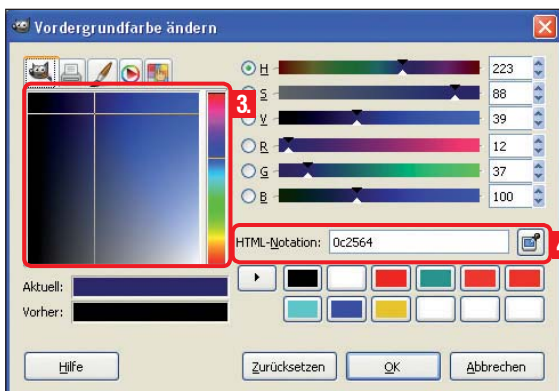 Vordergrundfarbe ändern
H 223
S 88
V 39
R 12
G 37
B 100
3.
HTML-Notation: 0c2564
Aktuell:
Vorher:
Hilfe
Zurücksetzen
OK
Abbrechen